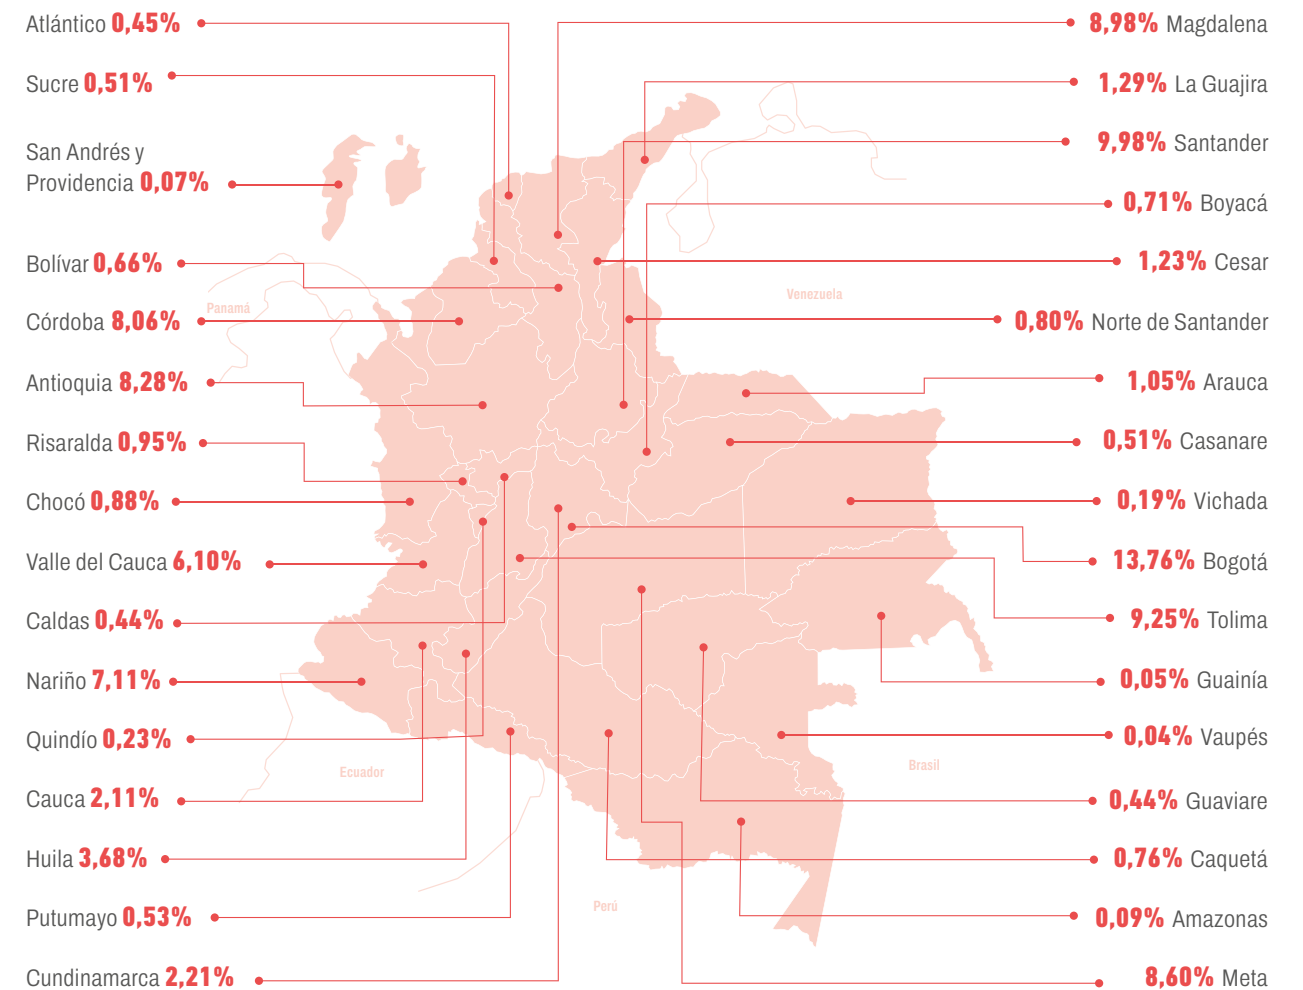 Atlántico 0,45%
Sucre 0,51%
San Andrés y
Providencia 0,07%
Bolívar 0,66%
Córdoba 8,06%
Antioquia 8,28%
Risaralda 0,95%
Chocó 0,88%
Valle del Cauca 6,10%
Caldas 0,44%
Nariño 7,11%
Quindío 0,23%
Cauca 2,11%
Huila 3,68%
Putumayo 0,53%
Cundinamarca 2,21%
Panamá
Ecuador
Perú
Venezuela
Brasil
8,98% Magdalena
1,29% La Guajira
9,98% Santander
0,71% Boyacá
1,23% Cesar
0,80% Norte de Santander
1,05% Arauca
0,51% Casanare
0,19% Vichada
13,76% Bogotá
9,25% Tolima
0,05% Guainía
0,04% Vaupés
0,44% Guaviare
0,76% Caquetá
0,09% Amazonas
8,60% Meta